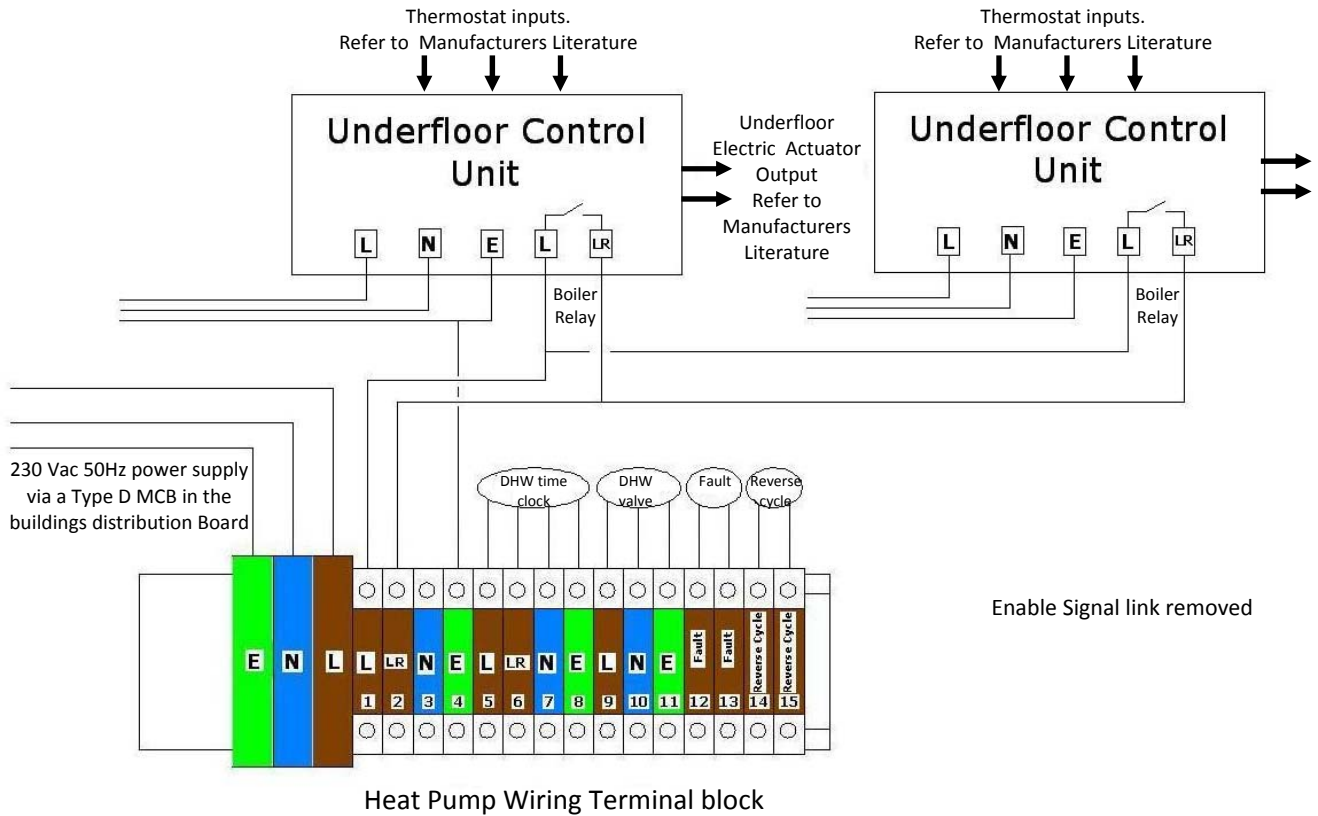 Thermostat inputs.
Refer to Manufacturers Literature
Thermostat inputs.
Refer to Manufacturers Literature
Underfloor Control
Unit
L N E L LR
Underfloor
Electric Actuator
Output
Refer to
Manufacturers
Literature
Underfloor Control
Unit
L N E L LR
Boiler
Relay
Boiler
Relay
230 Vac 50Hz power supply
via a Type D MCB in the
buildings distribution Board
DHW time
clock
DHW
valve
Fault
Reverse
cycle
Enable Signal link removed
E N L L LR N E L LR N E L N E Fault Fault Reverse Cycle Reverse Cycle
1 2 3 4 5 6 7 8 9 10 11 12 13 14 15
Heat Pump Wiring Terminal block